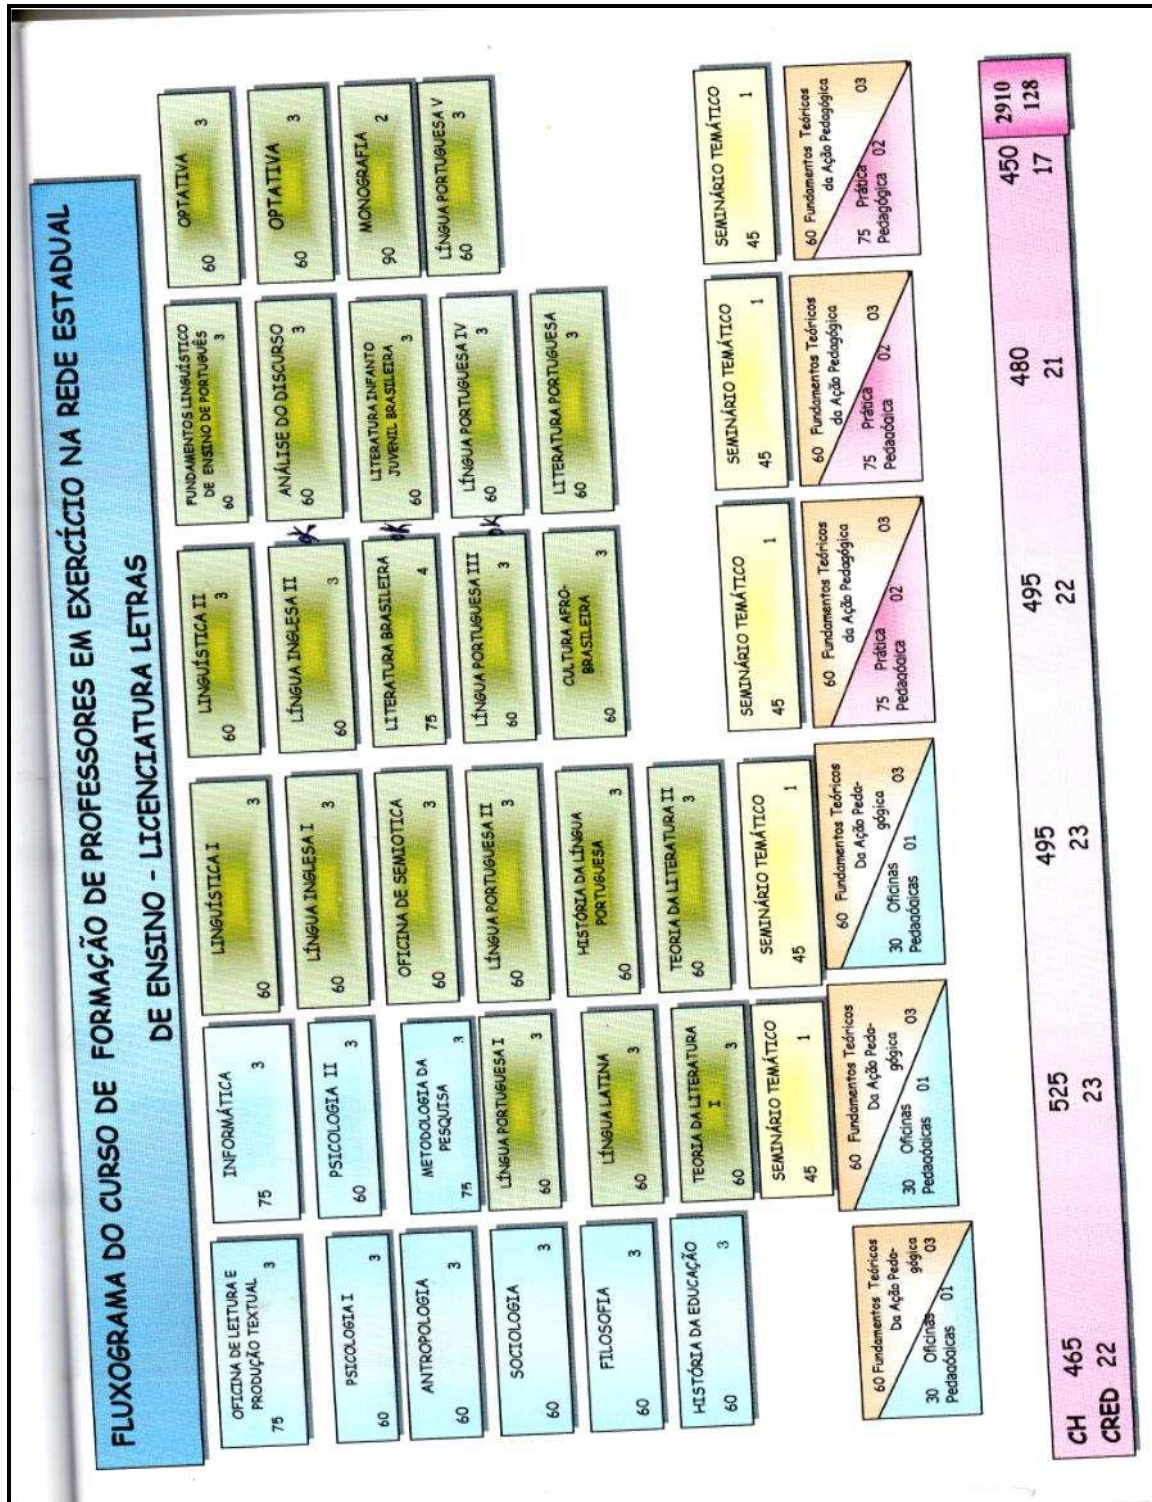 FLUXOGRAMA DO CURSO DE FORMAÇÃO DE PROFESSORES EM EXERCÍCIO NA REDE ESTADUAL
DE ENSINO - LICENCIATURA LETRAS
OFICINA DE LEITURA E
PRODUÇÃO TEXTUAL
75 3
PSICOLOGIA I
60 3
ANTROPOLOGIA
60 3
SOCIOLOGIA
60 3
FILOSOFIA
60 3
HISTÓRIA DA EDUCAÇÃO
60 3
60 Fundamentos Teóricos
Da Ação Peda-
gógica
03
30 Oficinas 01
Pedagógicas
INFORMÁTICA
75 3
PSICOLOGIA II
60 3
METODOLOGIA DA
PESQUISA
75 3
LÍNGUA PORTUGUESA I
60 3
LÍNGUA LATINA
60 3
TEORIA DA LITERATURA
I
60 3
SEMINÁRIO TEMÁTICO
45 1
60 Fundamentos Teóricos
Da Ação Peda-
gógica 03
30 Oficinas 01
Pedagógicas
LINGUÍSTICA I
60 3
LÍNGUA INGLESA I
60 3
OFICINA DE SEMIOTICA
60 3
LÍNGUA PORTUGUESA II
60 3
HISTÓRIA DA LÍNGUA
PORTUGUESA
60 3
TEORIA DA LITERATURA II
60 3
SEMINÁRIO TEMÁTICO
45 1
60 Fundamentos Teóricos
Da Ação Peda-
gógica 03
30 Oficinas 01
Pedagógicas
LINGUÍSTICA II
60 3
LÍNGUA INGLESA II
60 3
ok
LITERATURA BRASILEIRA
75 4
ok
LÍNGUA PORTUGUESA III
60 3
ok
CULTURA AFRO-
BRASILEIRA
60 3
SEMINÁRIO TEMÁTICO
45 1
60 Fundamentos Teóricos
da Ação Pedagógica
03
75 Prática 02
Pedagógica
FUNDAMENTOS LINGUÍSTICO
DE ENSINO DE PORTUGUÊS
60 3
ANÁLISE DO DISCURSO
60 3
LITERATURA INFANTO
JUVENIL BRASILEIRA
60 3
LÍNGUA PORTUGUESA IV
60 3
LITERATURA PORTUGUESA
60 3
SEMINÁRIO TEMÁTICO
45 1
60 Fundamentos Teóricos
da Ação Pedagógica
03
75 Prática 02
Pedagógica
OPTATIVA
60 3
OPTATIVA
60 3
MONOGRAFIA
90 2
LÍNGUA PORTUGUESA V
60 3
SEMINÁRIO TEMÁTICO
45 1
60 Fundamentos Teóricos
da Ação Pedagógica
03
75 Prática 02
Pedagógica
CH 465 525 495 495 480 450 2910
CRED 22 23 23 22 21 17 128